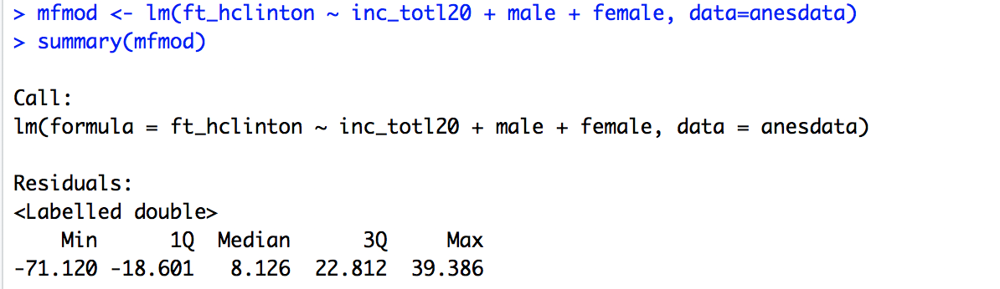 > mfmod <- lm(ft_hclinton ~ inc_totl20 + male + female, data=anesdata)
> summary(mfmod)
Call:
lm(formula = ft_hclinton ~ inc_totl20 + male + female, data = anesdata)
Residuals:
<Labelled double>
    Min      1Q  Median      3Q     Max
-71.120 -18.601   8.126  22.812  39.386